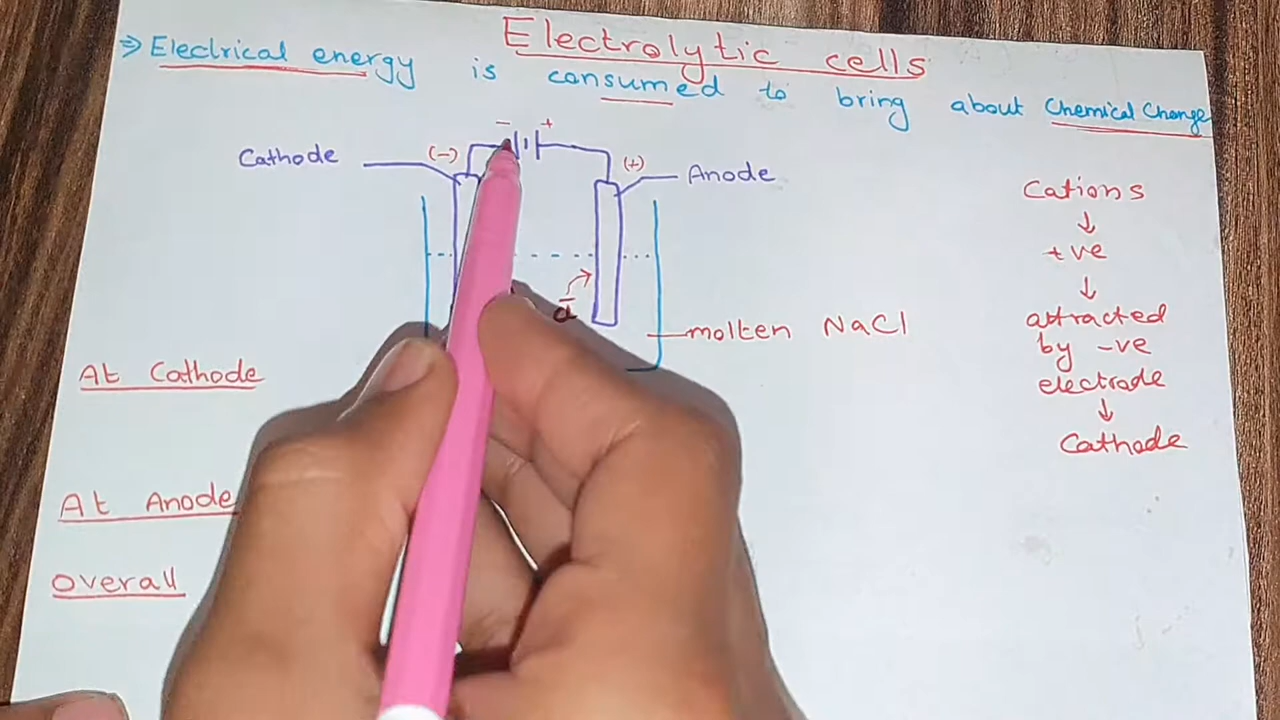 Electrolytic cells
⇒ Electrical energy is consumed to bring about Chemical Change
- +
Cathode (-) (+) Anode
molten NaCl
At Cathode
At Anode
Overall
Cations
↓
+ve
↓
attracted
by -ve
electrode
↓
Cathode